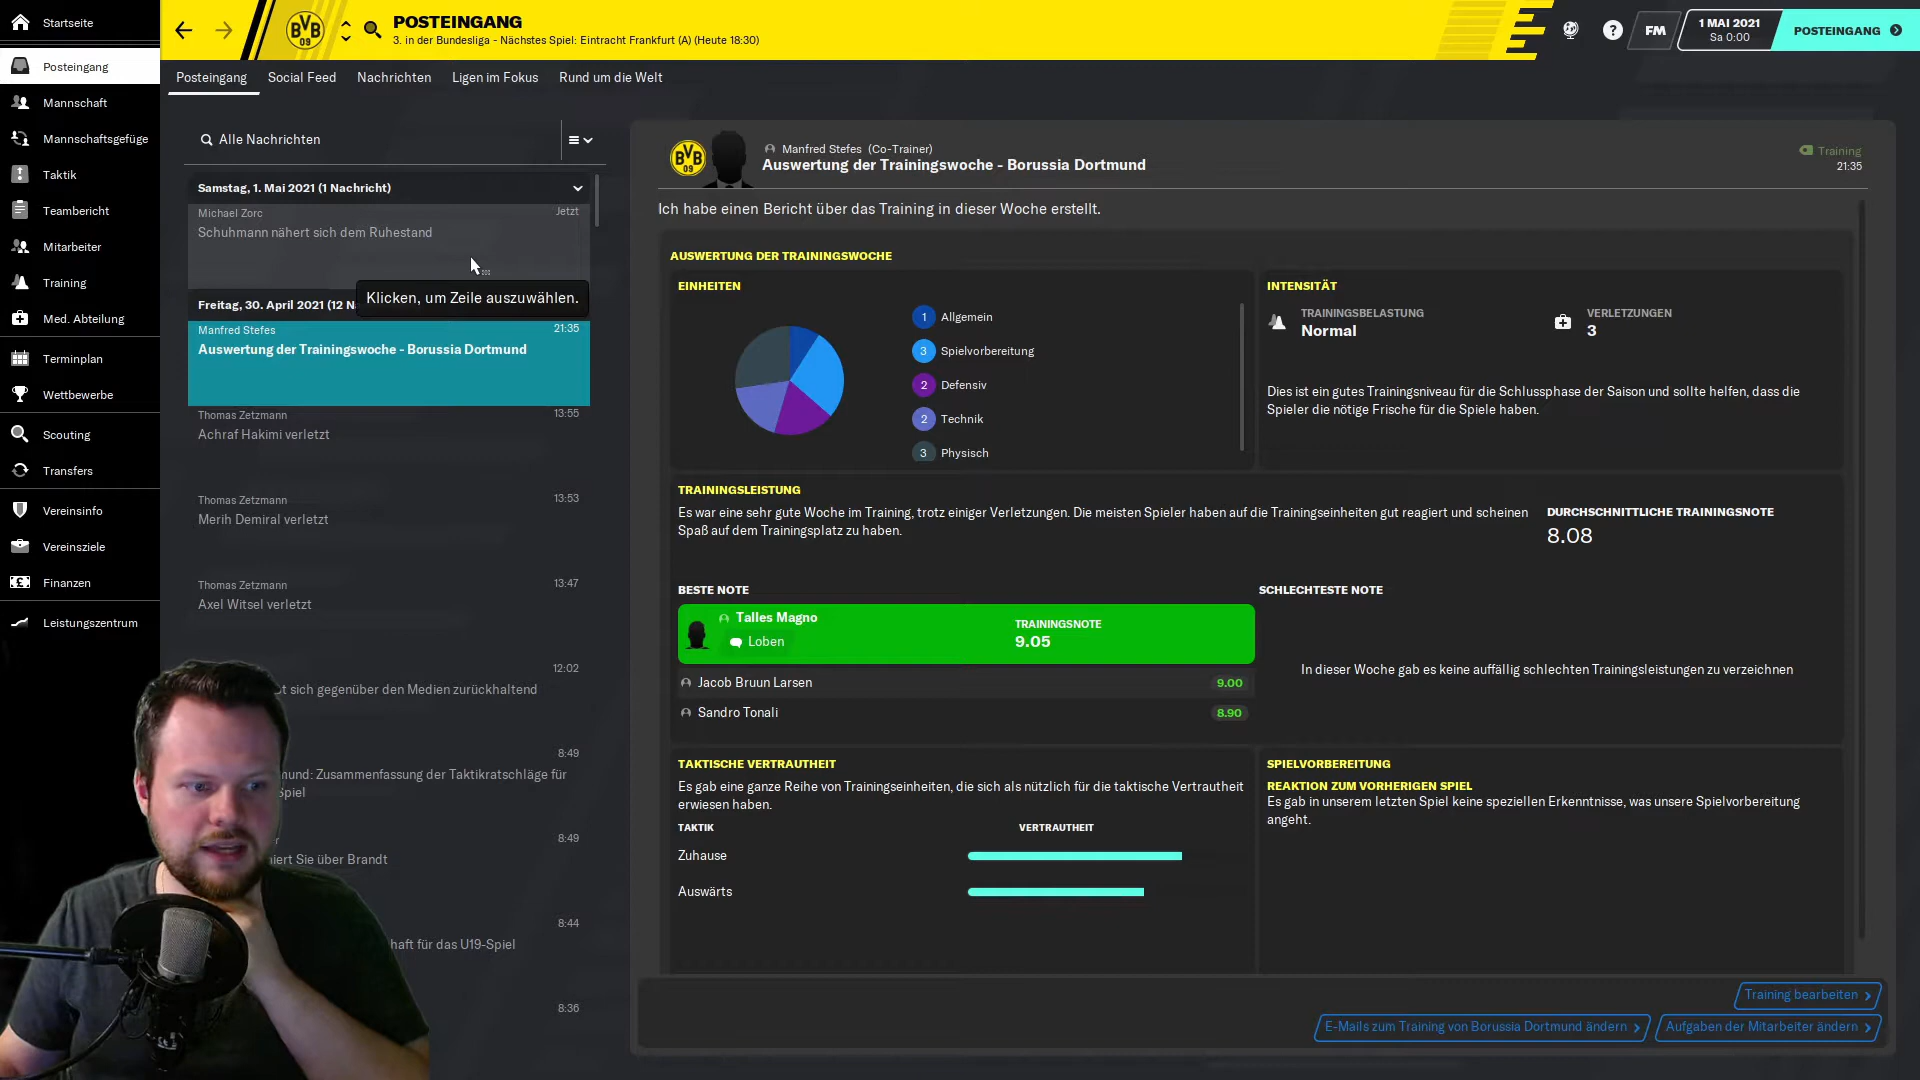 Startseite
Posteingang
Mannschaft
Mannschaftsgefüge
Taktik
Teambericht
Mitarbeiter
Training
Med. Abteilung
Terminplan
Wettbewerbe
Scouting
Transfers
Vereinsinfo
Vereinsziele
Finanzen
Leistungszentrum
BVB
09
POSTEINGANG
3. in der Bundesliga - Nächstes Spiel: Eintracht Frankfurt (A) (Heute 18:30)
?
FM
1 MAI 2021
Sa 0:00
POSTEINGANG
Posteingang
Social Feed
Nachrichten
Ligen im Fokus
Rund um die Welt
Alle Nachrichten
Samstag, 1. Mai 2021 (1 Nachricht)
Michael Zorc
Jetzt
Schuhmann nähert sich dem Ruhestand
Klicken, um Zeile auszuwählen.
Freitag, 30. April 2021 (12 N
Manfred Stefes
21:35
Auswertung der Trainingswoche - Borussia Dortmund
Thomas Zetzmann
13:55
Achraf Hakimi verletzt
Thomas Zetzmann
13:53
Merih Demiral verletzt
Thomas Zetzmann
13:47
Axel Witsel verletzt
12:02
sich gegenüber den Medien zurückhaltend
8:49
mund: Zusammenfassung der Taktikratschläge für
Spiel
8:49
iert Sie über Brandt
8:44
haft für das U19-Spiel
8:36
BVB
09
Manfred Stefes (Co-Trainer)
Auswertung der Trainingswoche - Borussia Dortmund
Training
21:35
Ich habe einen Bericht über das Training in dieser Woche erstellt.
AUSWERTUNG DER TRAININGSWOCHE
EINHEITEN
1 Allgemein
3 Spielvorbereitung
2 Defensiv
2 Technik
3 Physisch
INTENSITÄT
TRAININGSBELASTUNG
Normal
VERLETZUNGEN
3
Dies ist ein gutes Trainingsniveau für die Schlussphase der Saison und sollte helfen, dass die
Spieler die nötige Frische für die Spiele haben.
TRAININGSLEISTUNG
Es war eine sehr gute Woche im Training, trotz einiger Verletzungen. Die meisten Spieler haben auf die Trainingseinheiten gut reagiert und scheinen
Spaß auf dem Trainingsplatz zu haben.
DURCHSCHNITTLICHE TRAININGSNOTE
8.08
BESTE NOTE
Talles Magno
Loben
TRAININGSNOTE
9.05
Jacob Bruun Larsen
9.00
Sandro Tonali
8.90
SCHLECHTESTE NOTE
In dieser Woche gab es keine auffällig schlechten Trainingsleistungen zu verzeichnen
TAKTISCHE VERTRAUTHEIT
Es gab eine ganze Reihe von Trainingseinheiten, die sich als nützlich für die taktische Vertrautheit
erwiesen haben.
TAKTIK
VERTRAUTHEIT
Zuhause
Auswärts
SPIELVORBEREITUNG
REAKTION ZUM VORHERIGEN SPIEL
Es gab in unserem letzten Spiel keine speziellen Erkenntnisse, was unsere Spielvorbereitung
angeht.
Training bearbeiten
E-Mails zum Training von Borussia Dortmund ändern
Aufgaben der Mitarbeiter ändern